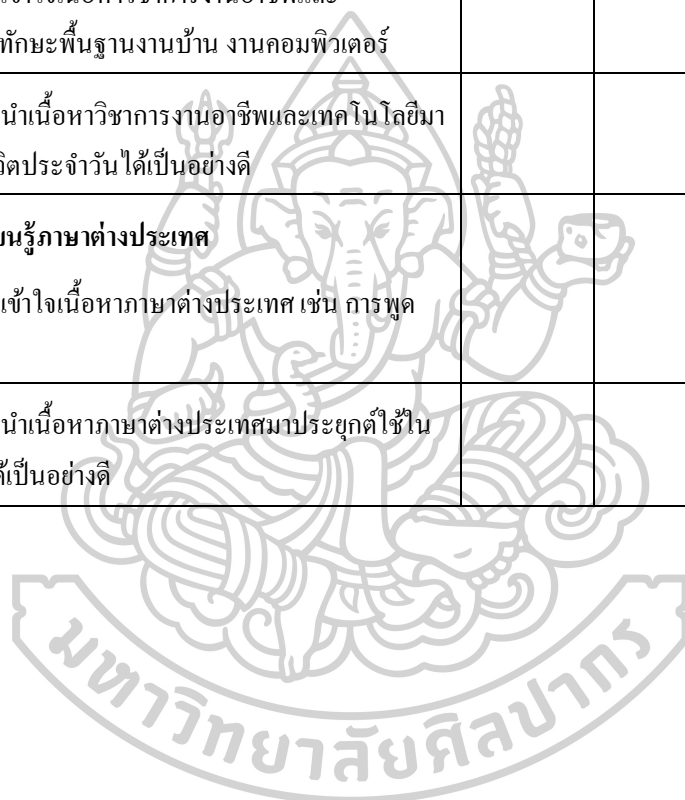 ทักษะพื้นฐานงานบ้าน งานคอมพิวเตอร์
นำเนื้อหาวิชาการงานอาชีพและเทคโนโลยีมา
วิตประจำวันได้เป็นอย่างดี
ยนรู้ภาษาต่างประเทศ
เข้าใจเนื้อหาภาษาต่างประเทศ เช่น การพูด
นำเนื้อหาภาษาต่างประเทศมาประยุกต์ใช้ใน
ด้เป็นอย่างดี
มหาวิทยาลัยศิลปากร